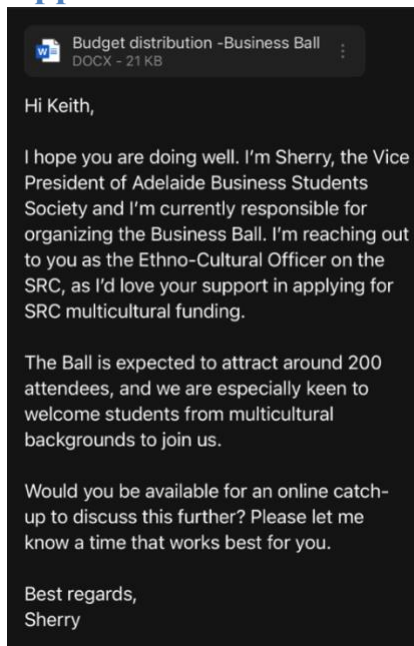 Budget distribution -Business Ball
DOCX - 21 KB
Hi Keith,
I hope you are doing well. I'm Sherry, the Vice
President of Adelaide Business Students
Society and I'm currently responsible for
organizing the Business Ball. I'm reaching out
to you as the Ethno-Cultural Officer on the
SRC, as I'd love your support in applying for
SRC multicultural funding.
The Ball is expected to attract around 200
attendees, and we are especially keen to
welcome students from multicultural
backgrounds to join us.
Would you be available for an online catch-
up to discuss this further? Please let me
know a time that works best for you.
Best regards,
Sherry